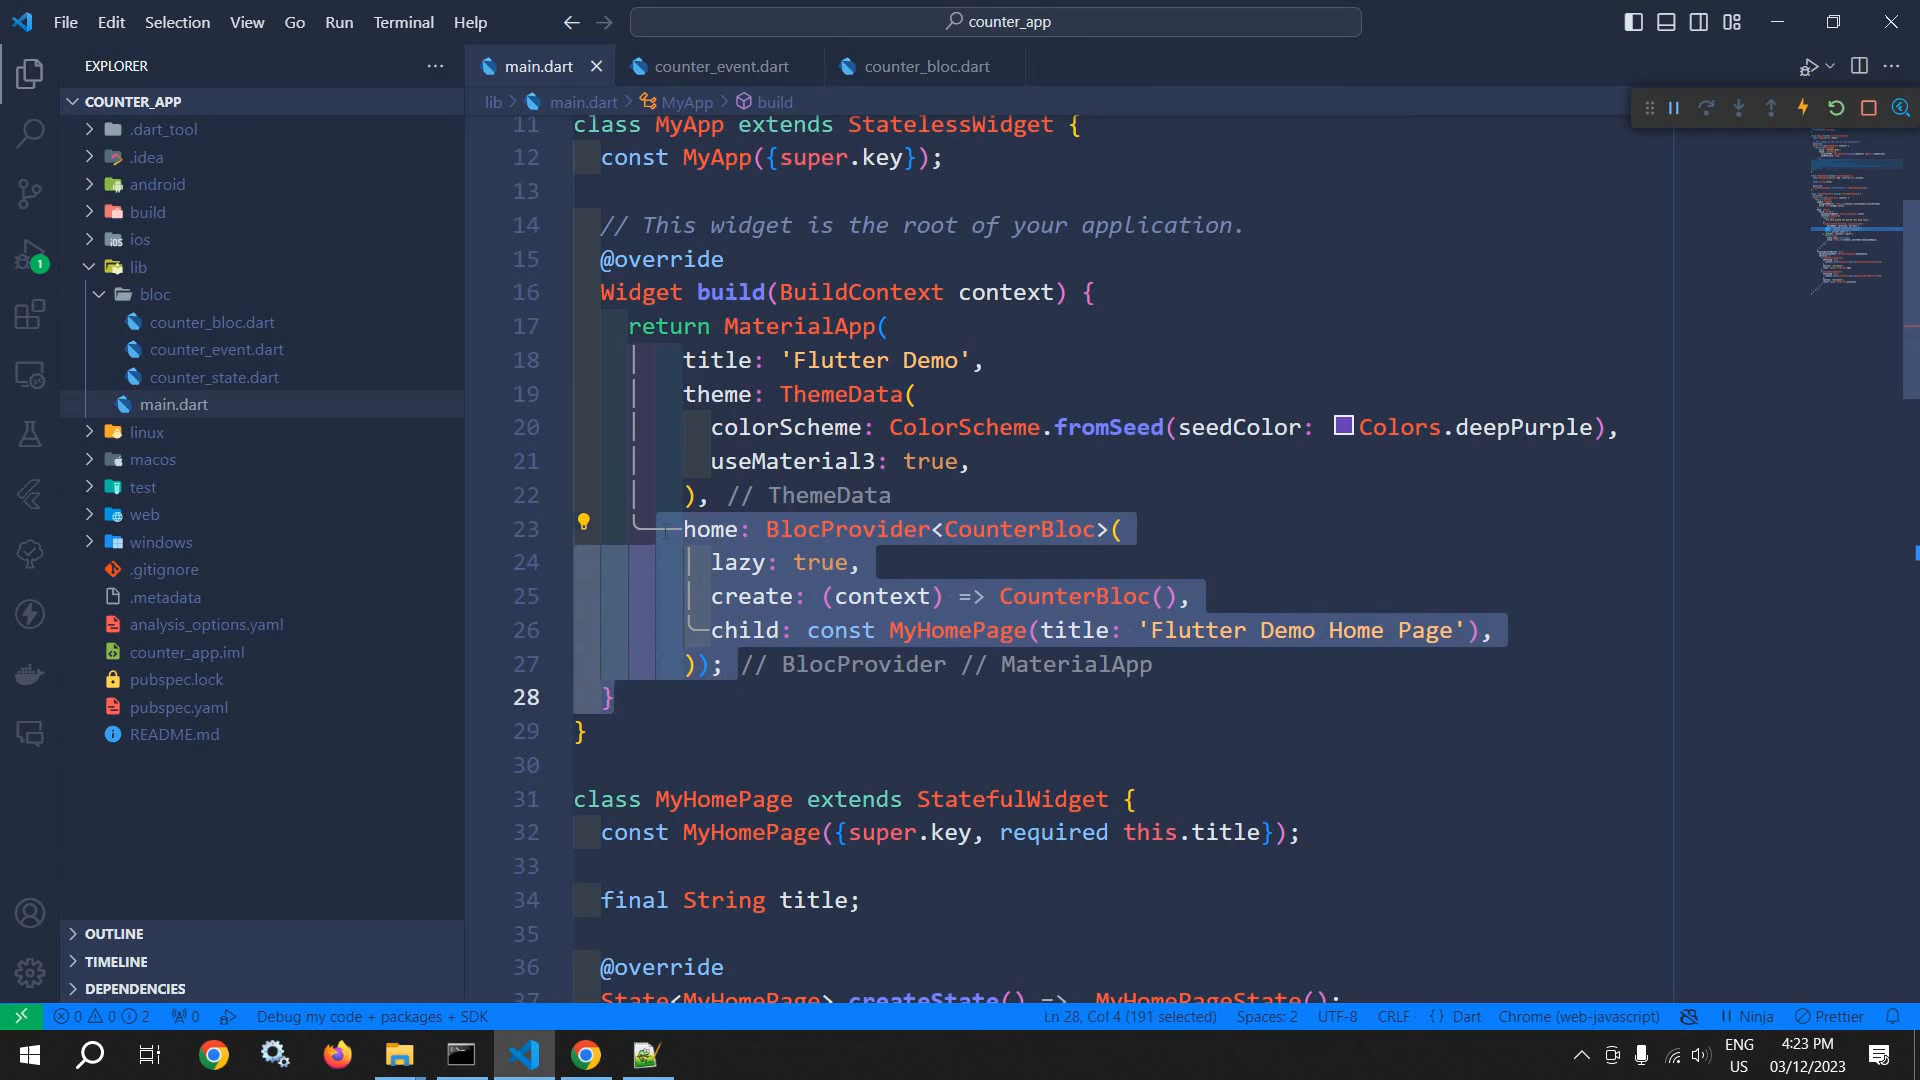 File Edit Selection View Go Run Terminal Help
counter_app
EXPLORER
main.dart
counter_event.dart
counter_bloc.dart
COUNTER_APP
.dart_tool
.idea
android
build
ios
lib
bloc
counter_bloc.dart
counter_event.dart
counter_state.dart
main.dart
linux
macos
test
web
windows
.gitignore
.metadata
analysis_options.yaml
counter_app.iml
pubspec.lock
pubspec.yaml
README.md
OUTLINE
TIMELINE
DEPENDENCIES
1
lib > main.dart > MyApp > build
11 class MyApp extends StatelessWidget {
12 const MyApp({super.key});
13
14 // This widget is the root of your application.
15 @override
16 Widget build(BuildContext context) {
17 return MaterialApp(
18 title: 'Flutter Demo',
19 theme: ThemeData(
20 colorScheme: ColorScheme.fromSeed(seedColor: Colors.deepPurple),
21 useMaterial3: true,
22 ), // ThemeData
23 home: BlocProvider<CounterBloc>(
24 lazy: true,
25 create: (context) => CounterBloc(),
26 child: const MyHomePage(title: 'Flutter Demo Home Page'),
27 )); // BlocProvider // MaterialApp
28 }
29 }
30
31 class MyHomePage extends StatefulWidget {
32 const MyHomePage({super.key, required this.title});
33
34 final String title;
35
36 @override
37 State<MyHomePage> createState() => _MyHomePageState();
0 0 2 0 Debug my code + packages + SDK
Ln 28, Col 4 (191 selected) Spaces: 2 UTF-8 CRLF { } Dart Chrome (web-javascript) Ninja Prettier
ENG
US
4:23 PM
03/12/2023